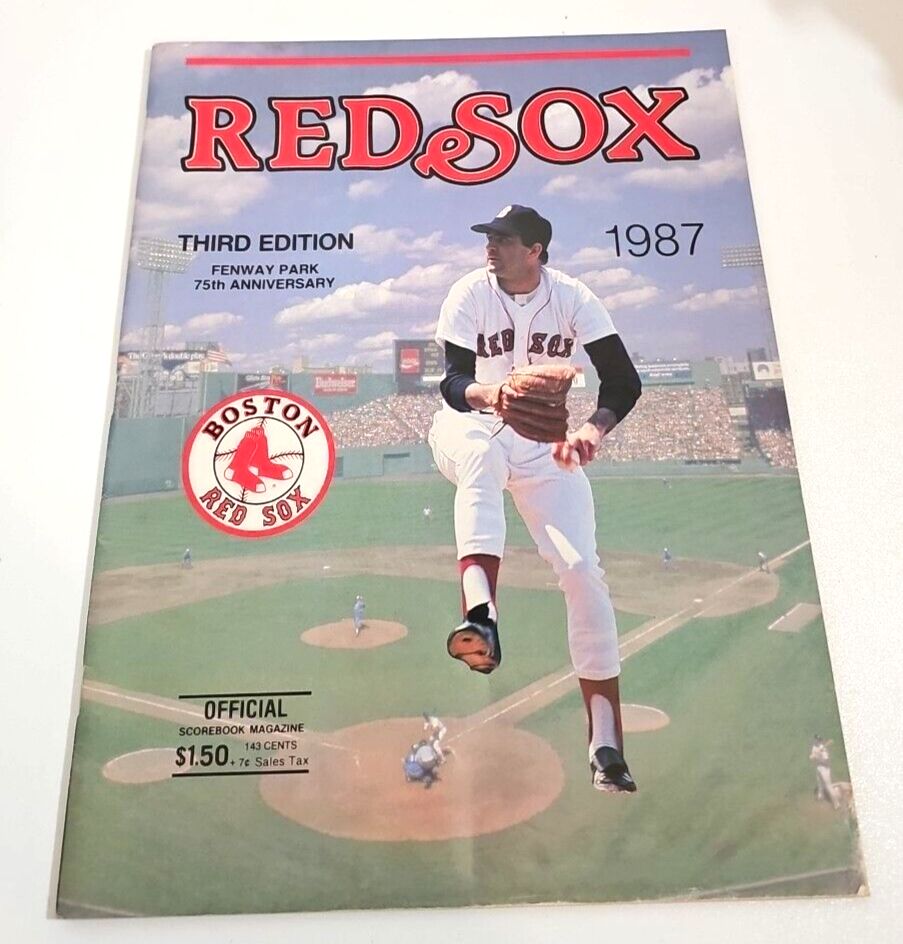 RED SOX
THIRD EDITION
1987
FENWAY PARK
75th ANNIVERSARY
B
RED SOX
Budweiser
BOSTON
RED SOX
OFFICIAL
SCOREBOOK MAGAZINE
$1.50 143 CENTS
+ 7¢ Sales Tax